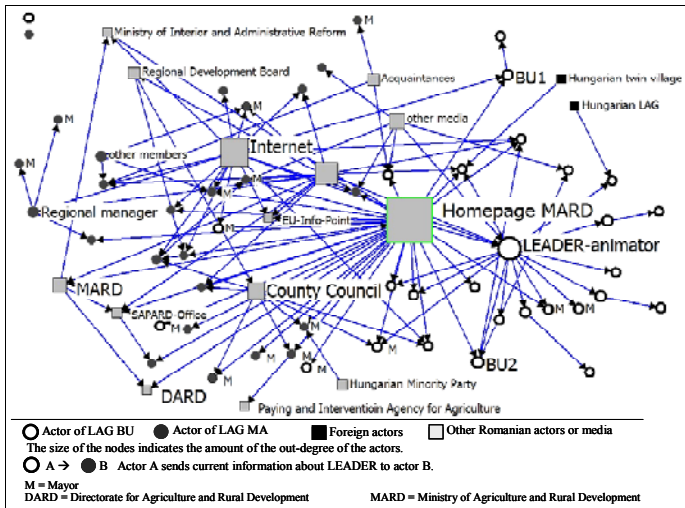 M
Ministry of Interior and Administrative Reform
Regional Development Board
Acquaintances
BU1
Hungarian twin village
Hungarian LAG
M
M
M
other media
Internet
other members
M
M
Regional manager
EU-Info-Point
Homepage MARD
M
LEADER-animator
MARD
County Council
SAPARD-Office
M
M
M
M
M
M
M
M
BU2
DARD
Hungarian Minority Party
Paying and Interventioin Agency for Agriculture
Actor of LAG BU Actor of LAG MA Foreign actors Other Romanian actors or media
The size of the nodes indicates the amount of the out-degree of the actors.
A → B Actor A sends current information about LEADER to actor B.
M = Mayor
DARD = Directorate for Agriculture and Rural Development MARD = Ministry of Agriculture and Rural Development